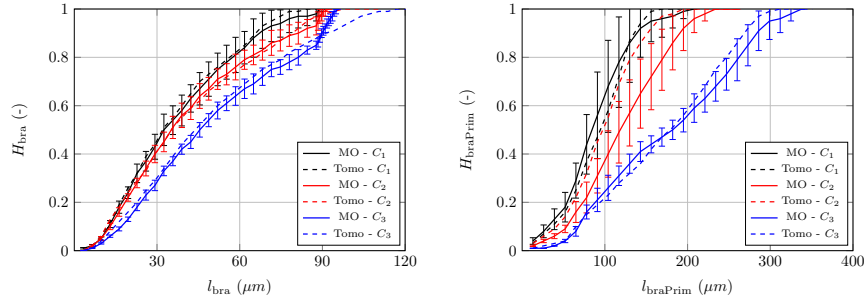 1
0.8
0.6
0.4
0.2
0
30
60
90
120
H_bra (-)
l_bra (μm)
MO - C_1
Tomo - C_1
MO - C_2
Tomo - C_2
MO - C_3
Tomo - C_3
1
0.8
0.6
0.4
0.2
0
100
200
300
400
H_braPrim (-)
l_braPrim (μm)
MO - C_1
Tomo - C_1
MO - C_2
Tomo - C_2
MO - C_3
Tomo - C_3